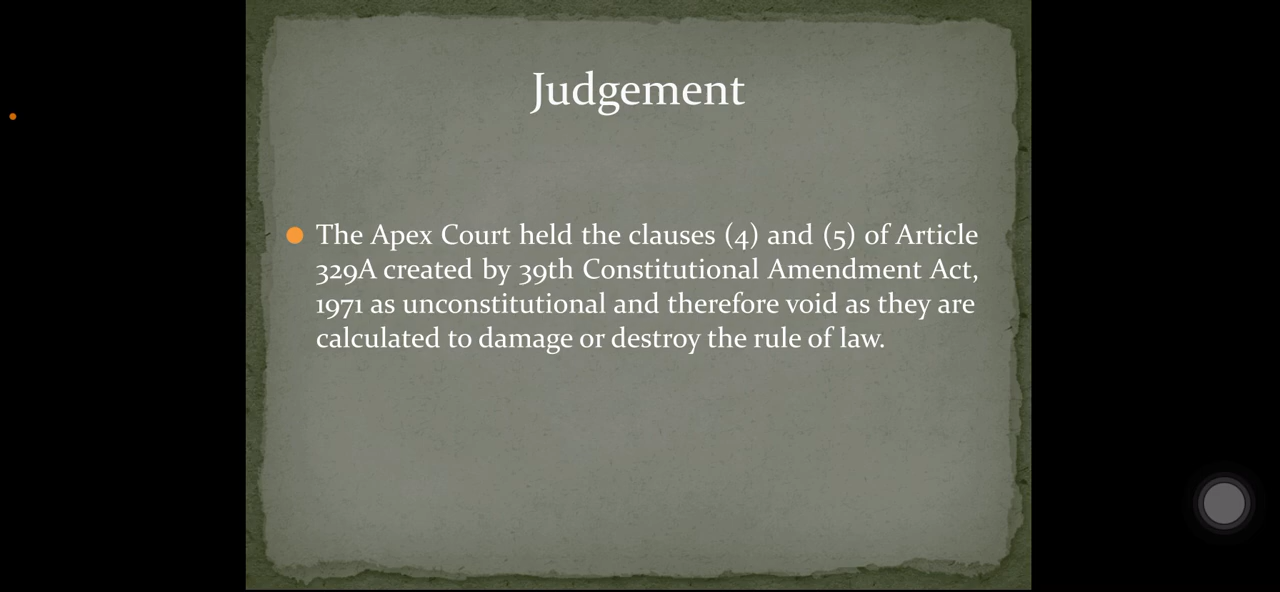 Judgement
The Apex Court held the clauses (4) and (5) of Article
329A created by 39th Constitutional Amendment Act,
1971 as unconstitutional and therefore void as they are
calculated to damage or destroy the rule of law.